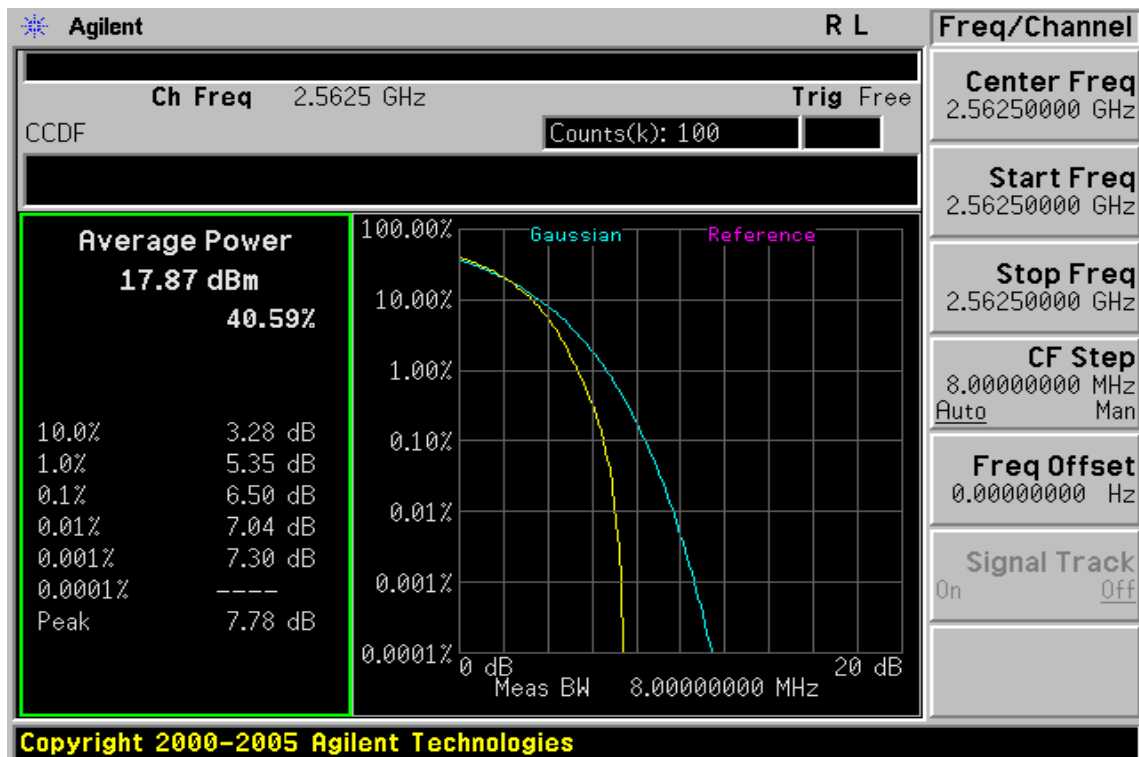 Agilent R L
Ch Freq 2.5625 GHz Trig Free
CCDF Counts(k): 100
Average Power
17.87 dBm
40.59%
10.0% 3.28 dB
1.0% 5.35 dB
0.1% 6.50 dB
0.01% 7.04 dB
0.001% 7.30 dB
0.0001% ----
Peak 7.78 dB
100.00%
Gaussian Reference
10.00%
1.00%
0.10%
0.01%
0.001%
0.0001%
0 dB 20 dB
Meas BW 8.00000000 MHz
Freq/Channel
Center Freq
2.56250000 GHz
Start Freq
2.56250000 GHz
Stop Freq
2.56250000 GHz
CF Step
8.00000000 MHz
Auto Man
Freq Offset
0.00000000 Hz
Signal Track
On Off
Copyright 2000-2005 Agilent Technologies